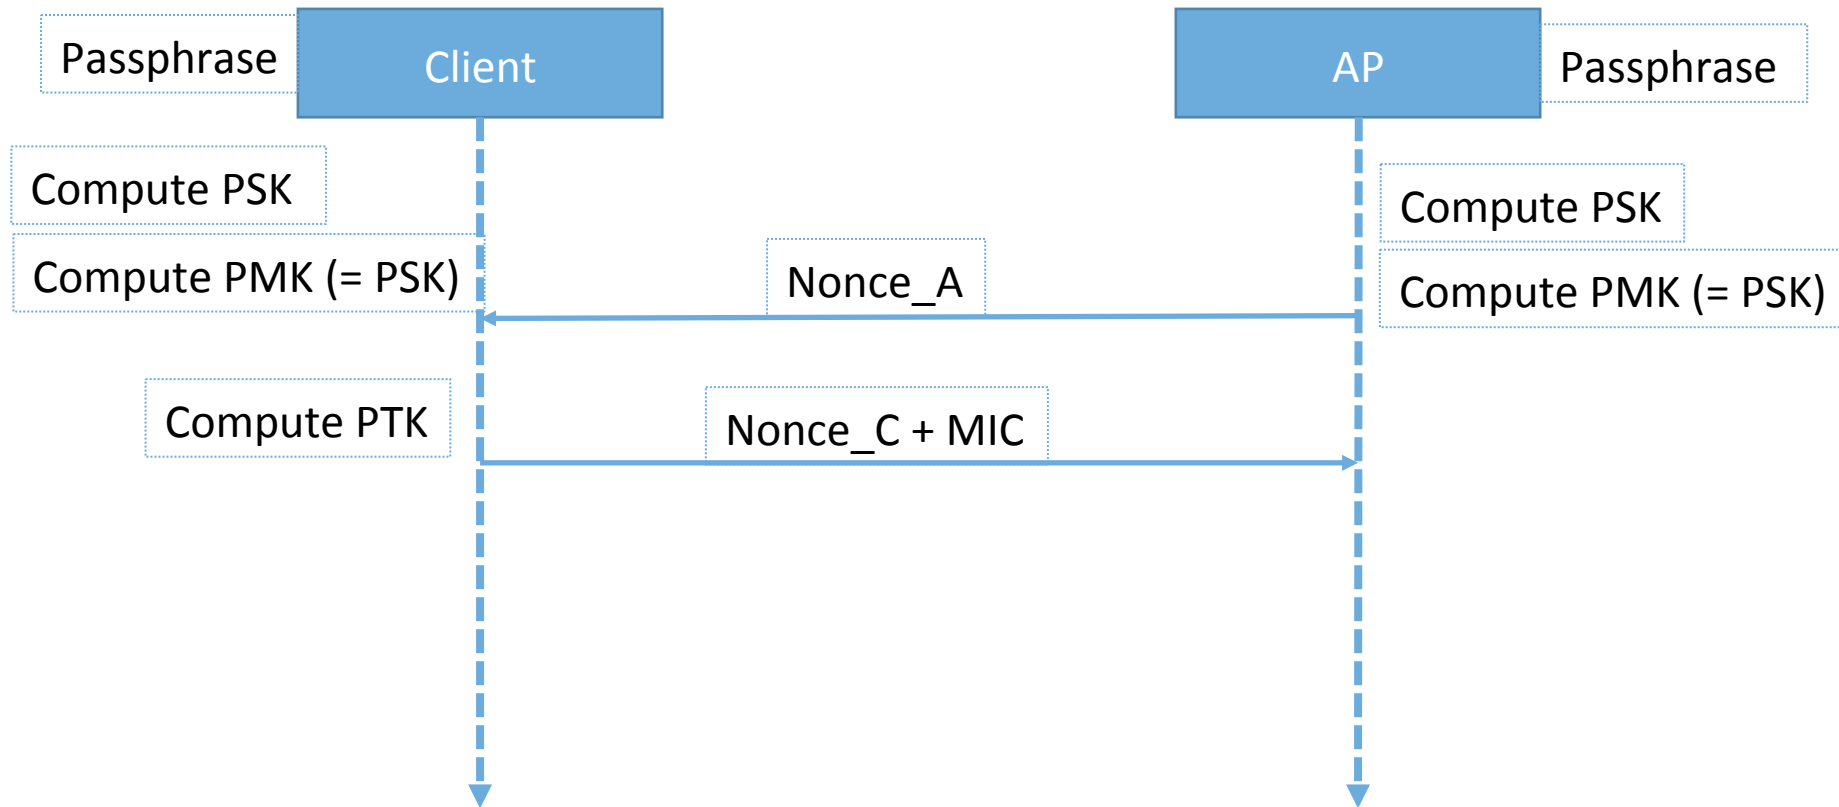 Passphrase
Client
AP
Passphrase
Compute PSK
Compute PSK
Compute PMK (= PSK)
Nonce_A
Compute PMK (= PSK)
Compute PTK
Nonce_C + MIC